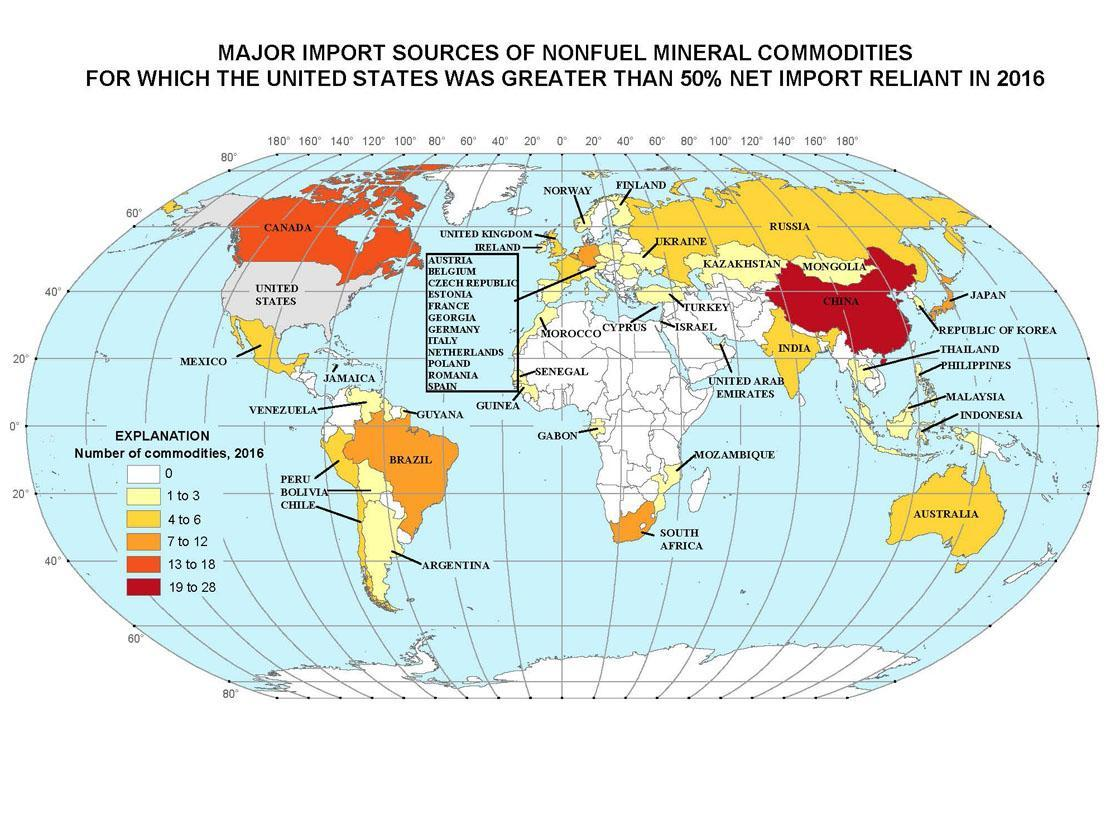 MAJOR IMPORT SOURCES OF NONFUEL MINERAL COMMODITIES
FOR WHICH THE UNITED STATES WAS GREATER THAN 50% NET IMPORT RELIANT IN 2016
180° 160° 140° 120° 100° 80° 60° 40° 20° 0° 20° 40° 60° 80° 100° 120° 140° 160° 180°
80°
60°
40°
20°
0°
20°
40°
60°
80°
NORWAY
FINLAND
CANADA
RUSSIA
UNITED KINGDOM
IRELAND
UKRAINE
AUSTRIA
BELGIUM
CZECH REPUBLIC
ESTONIA
FRANCE
GEORGIA
GERMANY
ITALY
NETHERLANDS
POLAND
ROMANIA
SPAIN
KAZAKHSTAN
MONGOLIA
UNITED
STATES
CHINA
JAPAN
TURKEY
MOROCCO
CYPRUS
ISRAEL
REPUBLIC OF KOREA
INDIA
THAILAND
PHILIPPINES
MEXICO
JAMAICA
SENEGAL
UNITED ARAB
EMIRATES
MALAYSIA
GUINEA
VENEZUELA
GUYANA
INDONESIA
GABON
BRAZIL
MOZAMBIQUE
PERU
BOLIVIA
CHILE
AUSTRALIA
SOUTH
AFRICA
ARGENTINA
EXPLANATION
Number of commodities, 2016
0
1 to 3
4 to 6
7 to 12
13 to 18
19 to 28